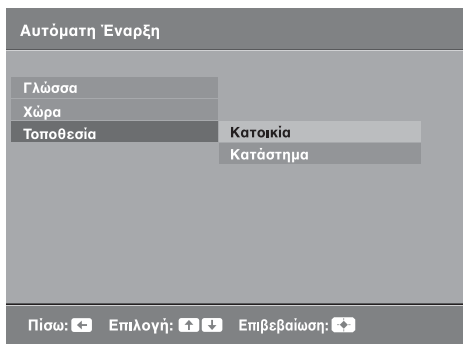 Αυτόματη Έναρξη
Γλώσσα
Χώρα
Τοποθεσία Κατοικία
Κατάστημα
Πίσω: Επιλογή: Επιβεβαίωση: